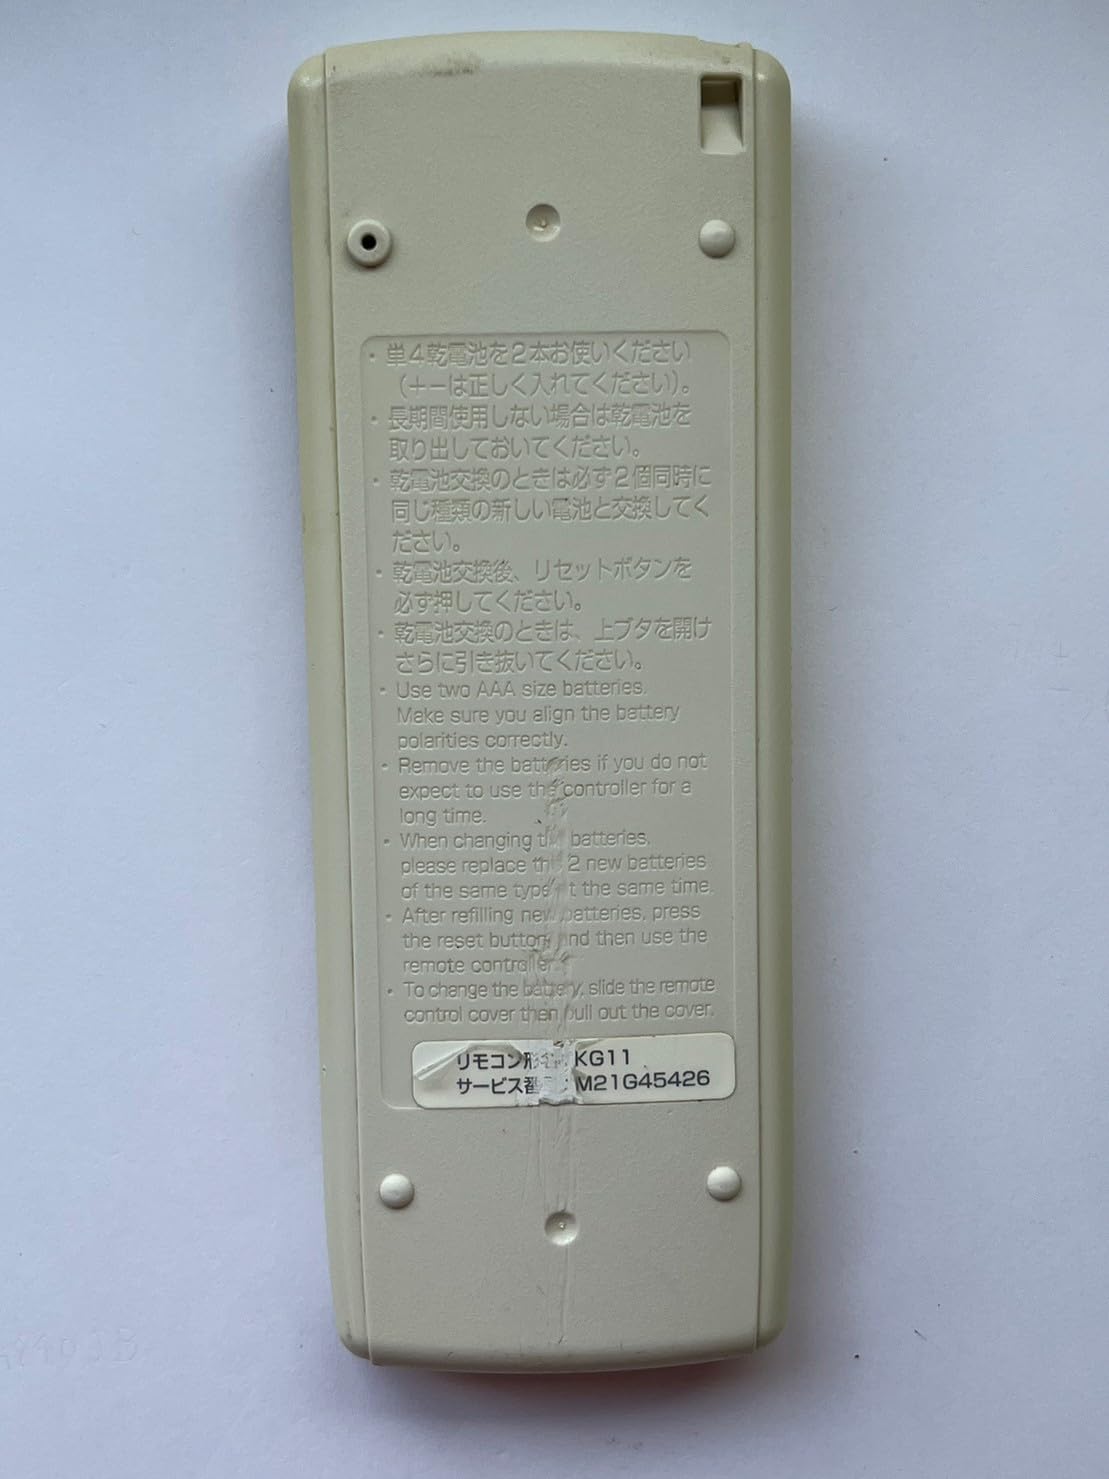 ・単4乾電池を2本お使いください
（＋－は正しく入れてください）。
・長期間使用しない場合は乾電池を
取り出しておいてください。
・乾電池交換のときは必ず2個同時に
同じ種類の新しい電池と交換してく
ださい。
・乾電池交換後、リセットボタンを
必ず押してください。
・乾電池交換のときは、上ブタを開け
さらに引き抜いてください。
・Use two AAA size batteries.
Make sure you align the battery
polarities correctly.
・Remove the batteries if you do not
expect to use the controller for a
long time.
・When changing the batteries,
please replace the 2 new batteries
of the same type at the same time.
・After refilling new batteries, press
the reset button and then use the
remote controller.
・To change the battery, slide the remote
control cover then pull out the cover.
リモコン形名 KG11
サービス M21G45426